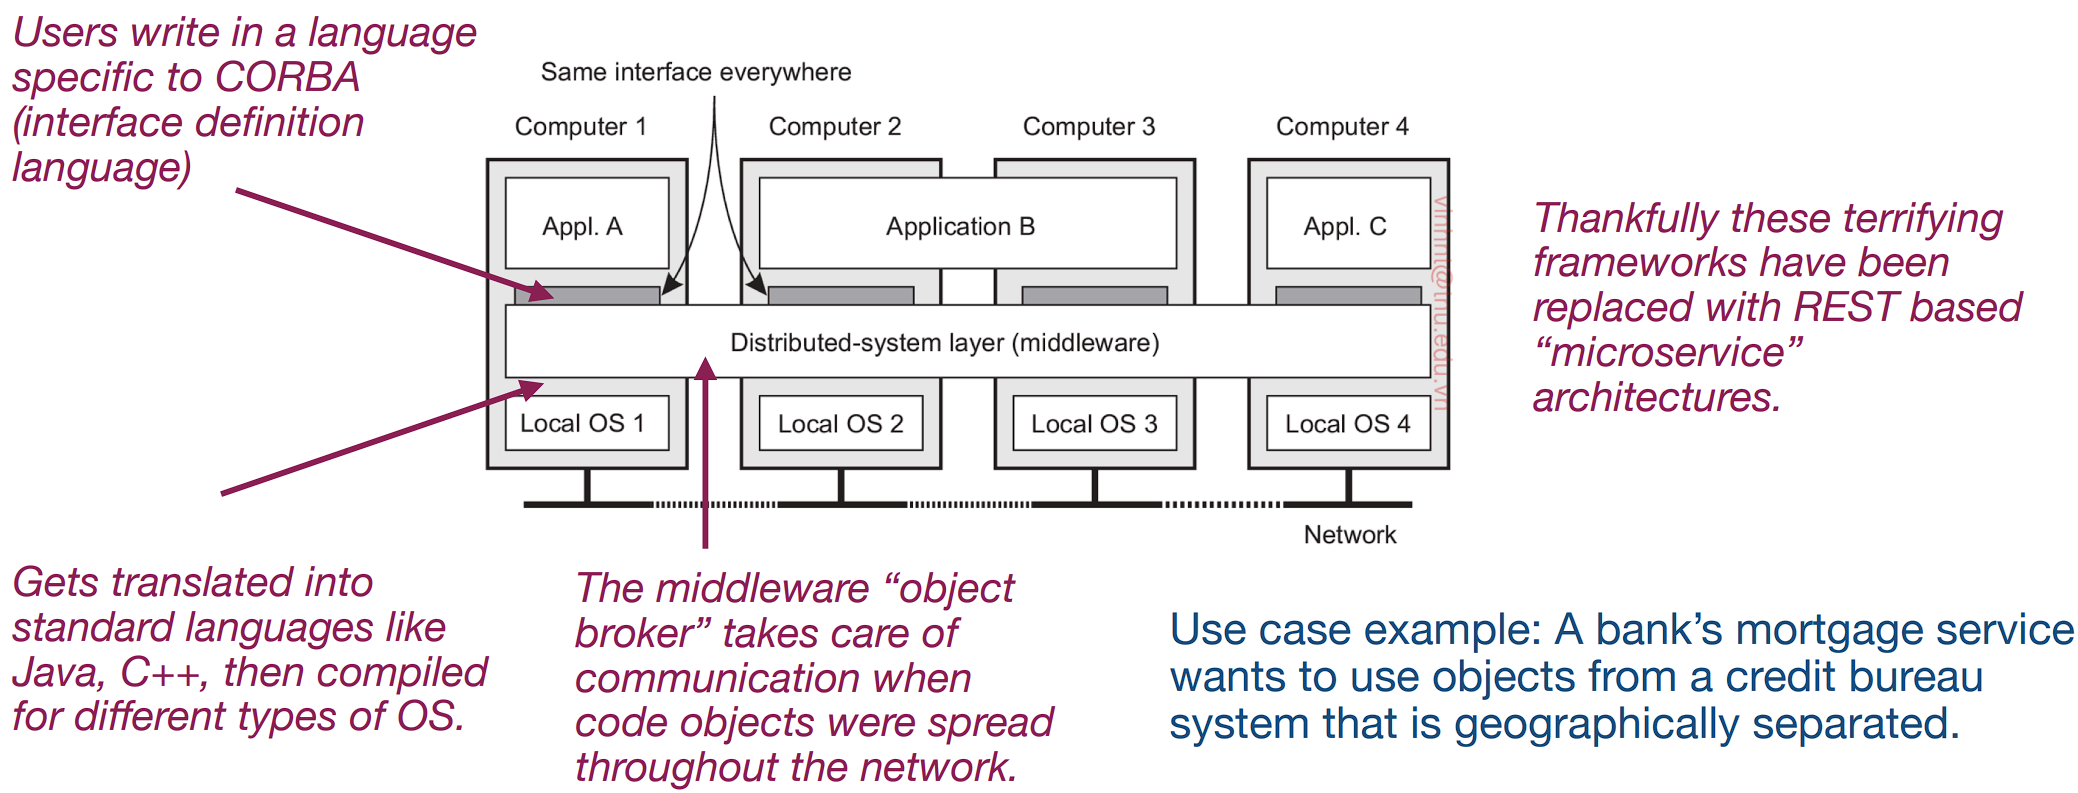 Users write in a language
specific to CORBA
(interface definition
language)
Same interface everywhere
Computer 1
Computer 2
Computer 3
Computer 4
Appl. A
Application B
Appl. C
Distributed-system layer (middleware)
Local OS 1
Local OS 2
Local OS 3
Local OS 4
Network
Thankfully these terrifying
frameworks have been
replaced with REST based
“microservice”
architectures.
Gets translated into
standard languages like
Java, C++, then compiled
for different types of OS.
The middleware “object
broker” takes care of
communication when
code objects were spread
throughout the network.
Use case example: A bank’s mortgage service
wants to use objects from a credit bureau
system that is geographically separated.